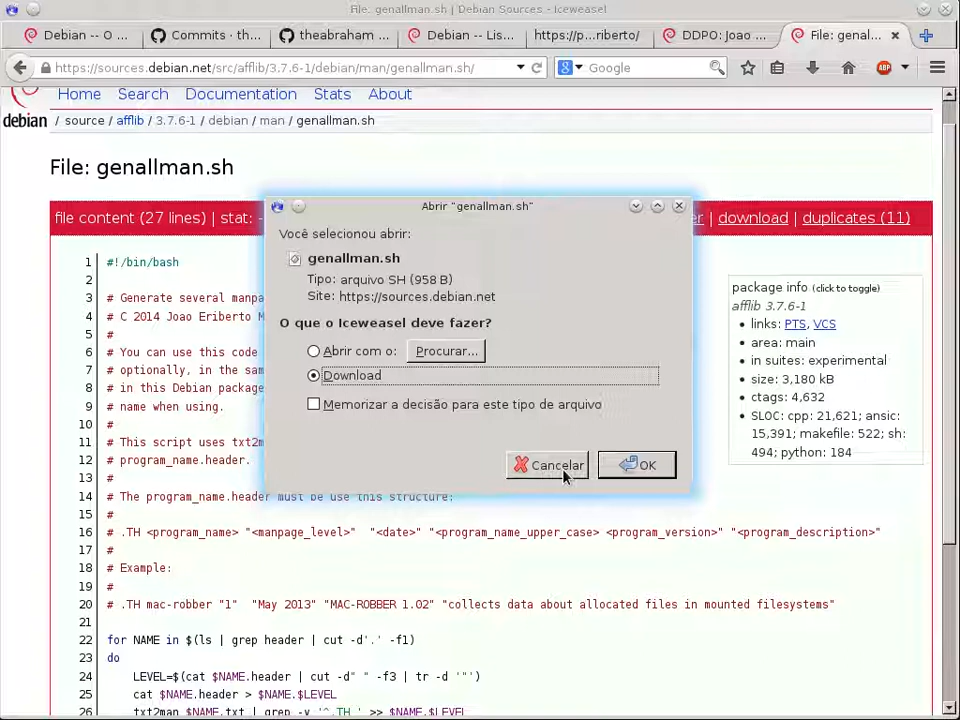 File: genallman.sh | Debian Sources - Iceweasel
Debian -- O ...
Commits · th...
theabraham ...
Debian -- Lis...
https://p...riberto/
DDPO: Joao ...
File: genal...
https://sources.debian.net/src/afflib/3.7.6-1/debian/man/genallman.sh/
Google
ABP
Home Search Documentation Stats About
debian / source / afflib / 3.7.6-1 / debian / man / genallman.sh
File: genallman.sh
file content (27 lines) | stat: - er | download | duplicates (11)
Abrir "genallman.sh"
Você selecionou abrir:
genallman.sh
Tipo: arquivo SH (958 B)
Site: https://sources.debian.net
O que o Iceweasel deve fazer?
Abrir com o: Procurar...
Download
Memorizar a decisão para este tipo de arquivo
Cancelar OK
package info (click to toggle)
afflib 3.7.6-1
links: PTS, VCS
area: main
in suites: experimental
size: 3,180 kB
ctags: 4,632
SLOC: cpp: 21,621; ansic:
15,391; makefile: 522; sh:
494; python: 184
1 #!/bin/bash
2
3 # Generate several manpa
4 # C 2014 Joao Eriberto M
5 #
6 # You can use this code
7 # optionally, in the sam
8 # in this Debian package
9 # name when using.
10 #
11 # This script uses txt2m
12 # program_name.header.
13 #
14 # The program_name.header must be use this structure:
15 #
16 # .TH <program_name> "<manpage_level>" "<date>" "<program_name_upper_case> <program_version>" "<program_description>"
17 #
18 # Example:
19 #
20 # .TH mac-robber "1" "May 2013" "MAC-ROBBER 1.02" "collects data about allocated files in mounted filesystems"
21
22 for NAME in $(ls | grep header | cut -d'.' -f1)
23 do
24 LEVEL=$(cat $NAME.header | cut -d" " -f3 | tr -d '"')
25 cat $NAME.header > $NAME.$LEVEL
26 txt2man $NAME.txt | grep -v '^.TH ' >> $NAME.$LEVEL